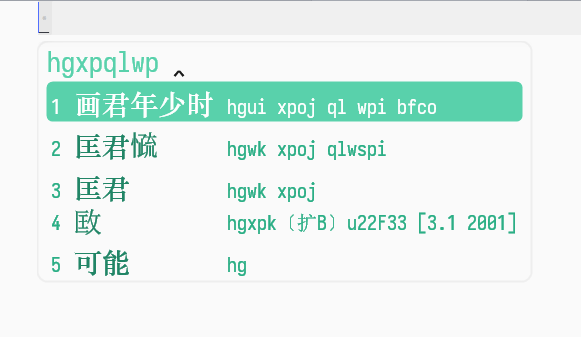 hgxpqlwp ‸
1 画君年少时 hgui xpoj ql wpi bfco
2 匡君 hgwk xpoj qlwspi
3 匡君 hgwk xpoj
4 𢼳 hgxpk〔扩B〕u22F33 [3.1 2001]
5 可能 hg